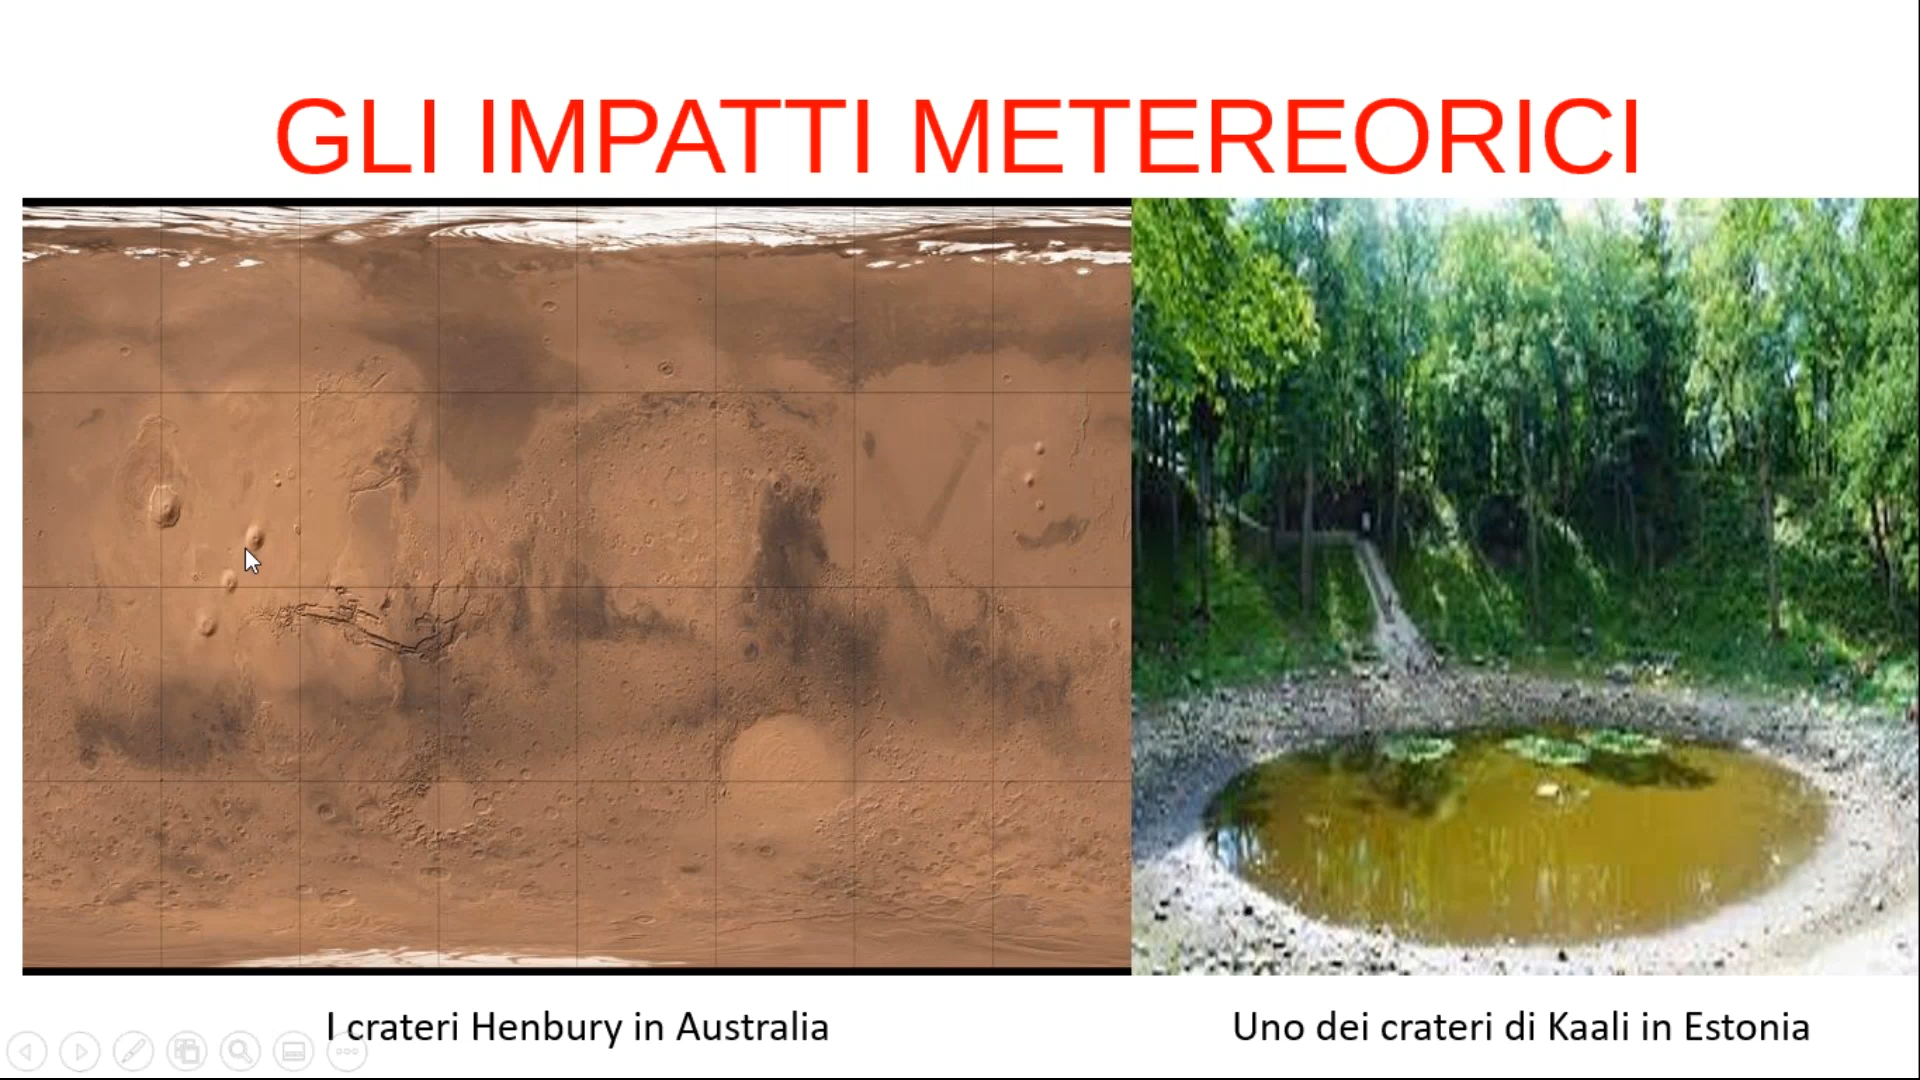 GLI IMPATTI METEREORICI
I crateri Henbury in Australia
Uno dei crateri di Kaali in Estonia